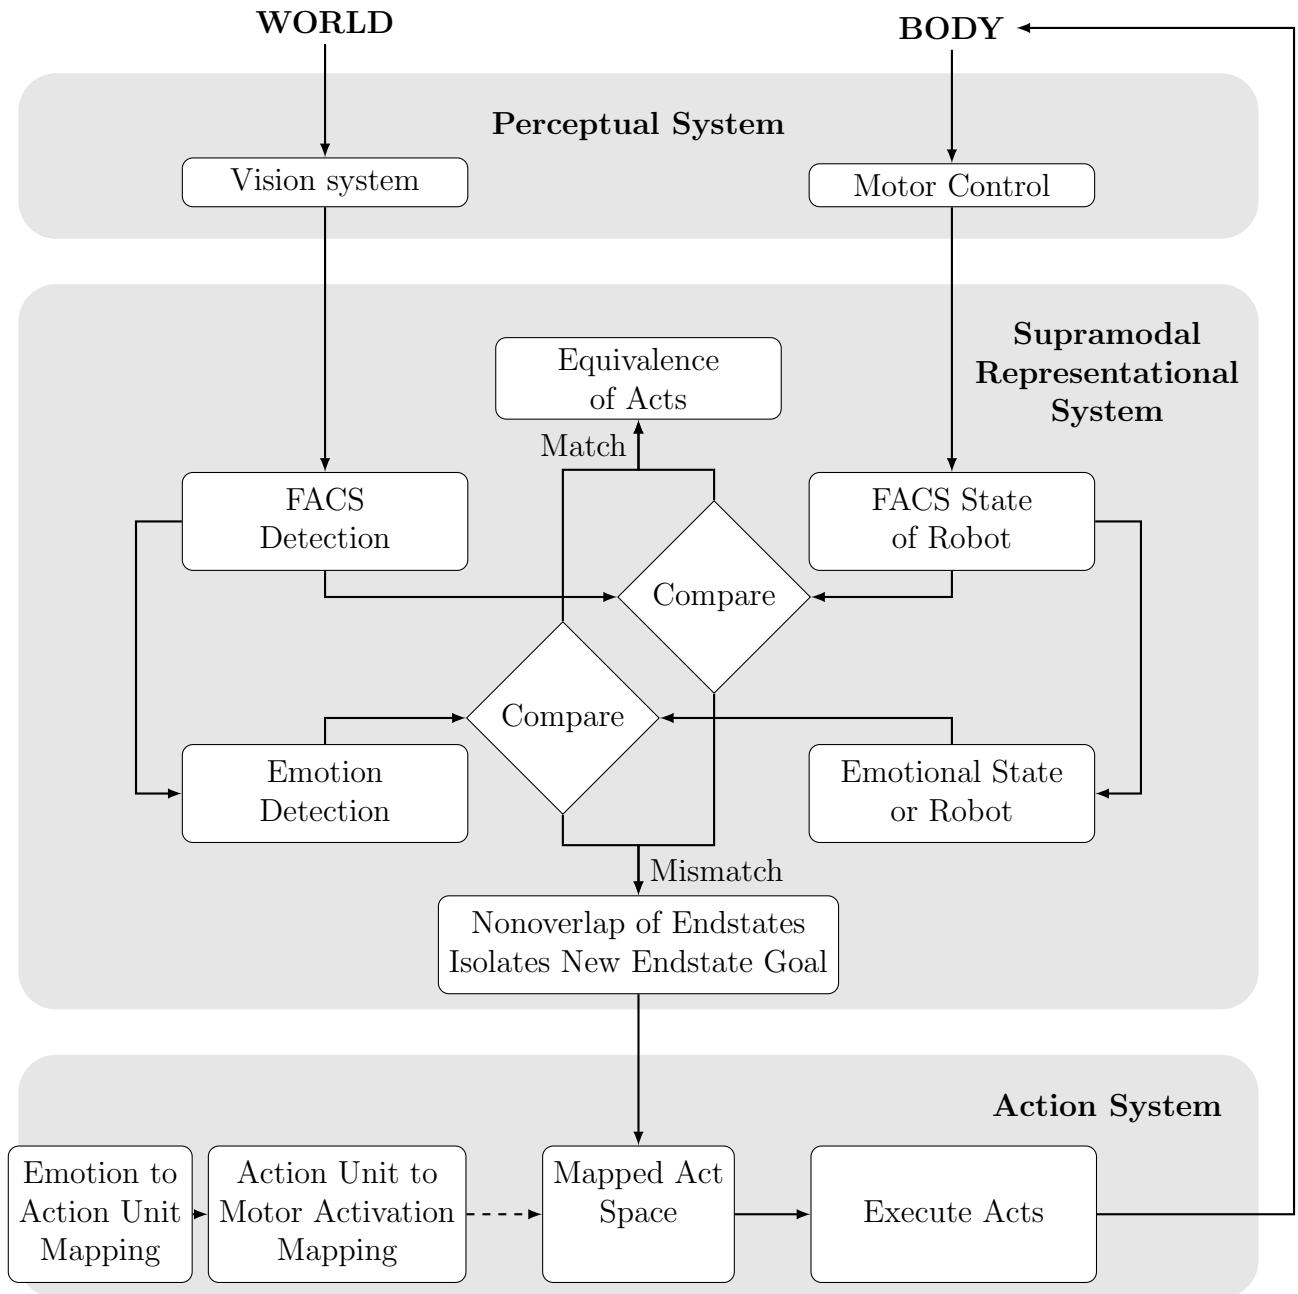 WORLD
BODY
Perceptual System
Vision system
Motor Control
Supramodal
Representational
System
Equivalence
of Acts
Match
FACS
Detection
FACS State
of Robot
Compare
Compare
Emotion
Detection
Emotional State
or Robot
Mismatch
Nonoverlap of Endstates
Isolates New Endstate Goal
Action System
Emotion to
Action Unit
Mapping
Action Unit to
Motor Activation
Mapping
Mapped Act
Space
Execute Acts